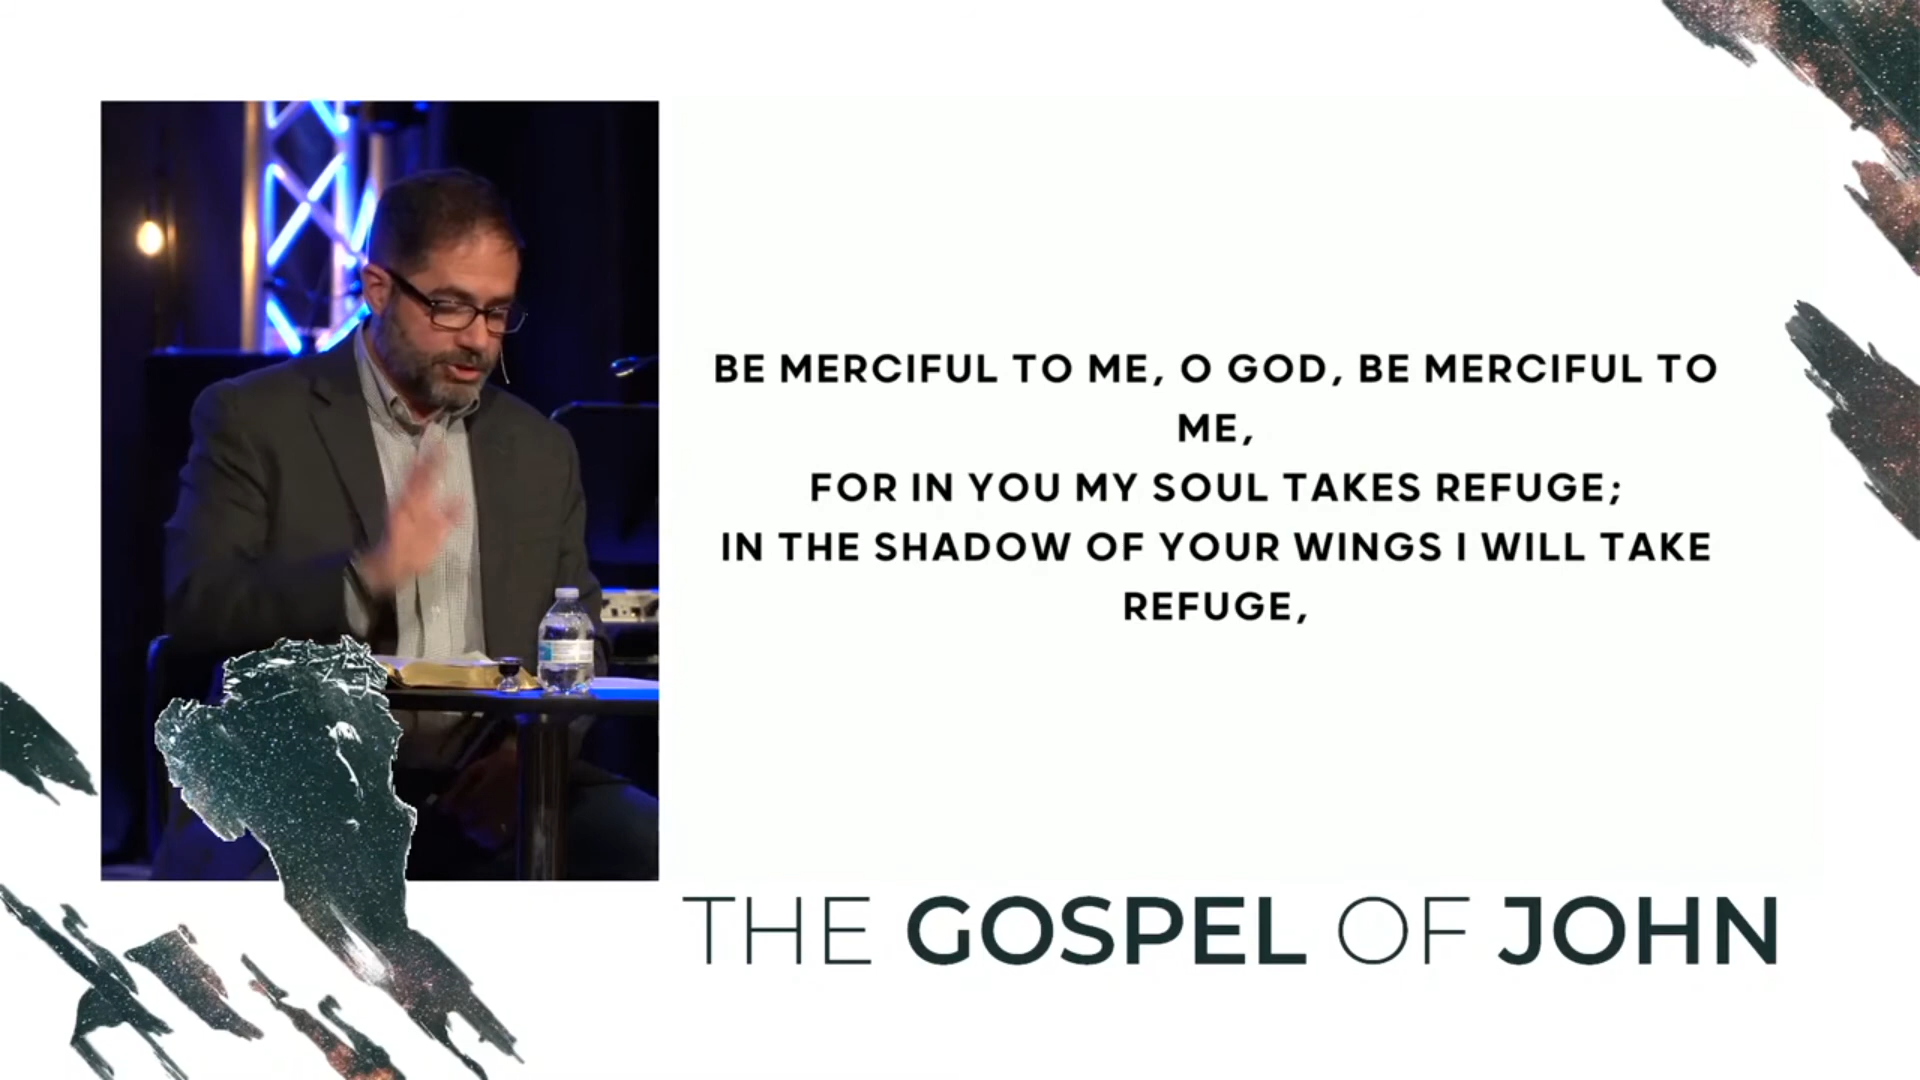 BE MERCIFUL TO ME, O GOD, BE MERCIFUL TO
ME,
FOR IN YOU MY SOUL TAKES REFUGE;
IN THE SHADOW OF YOUR WINGS I WILL TAKE
REFUGE,
THE GOSPEL OF JOHN